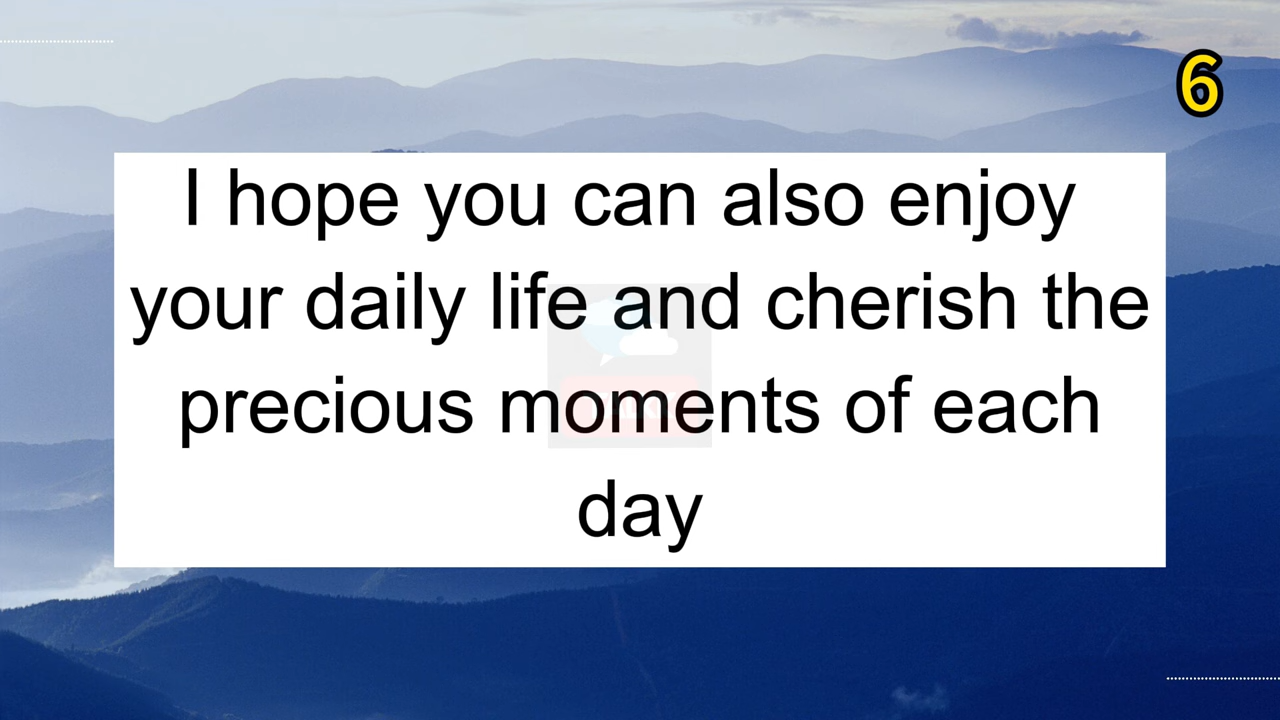 6
I hope you can also enjoy
your daily life and cherish the
precious moments of each
day